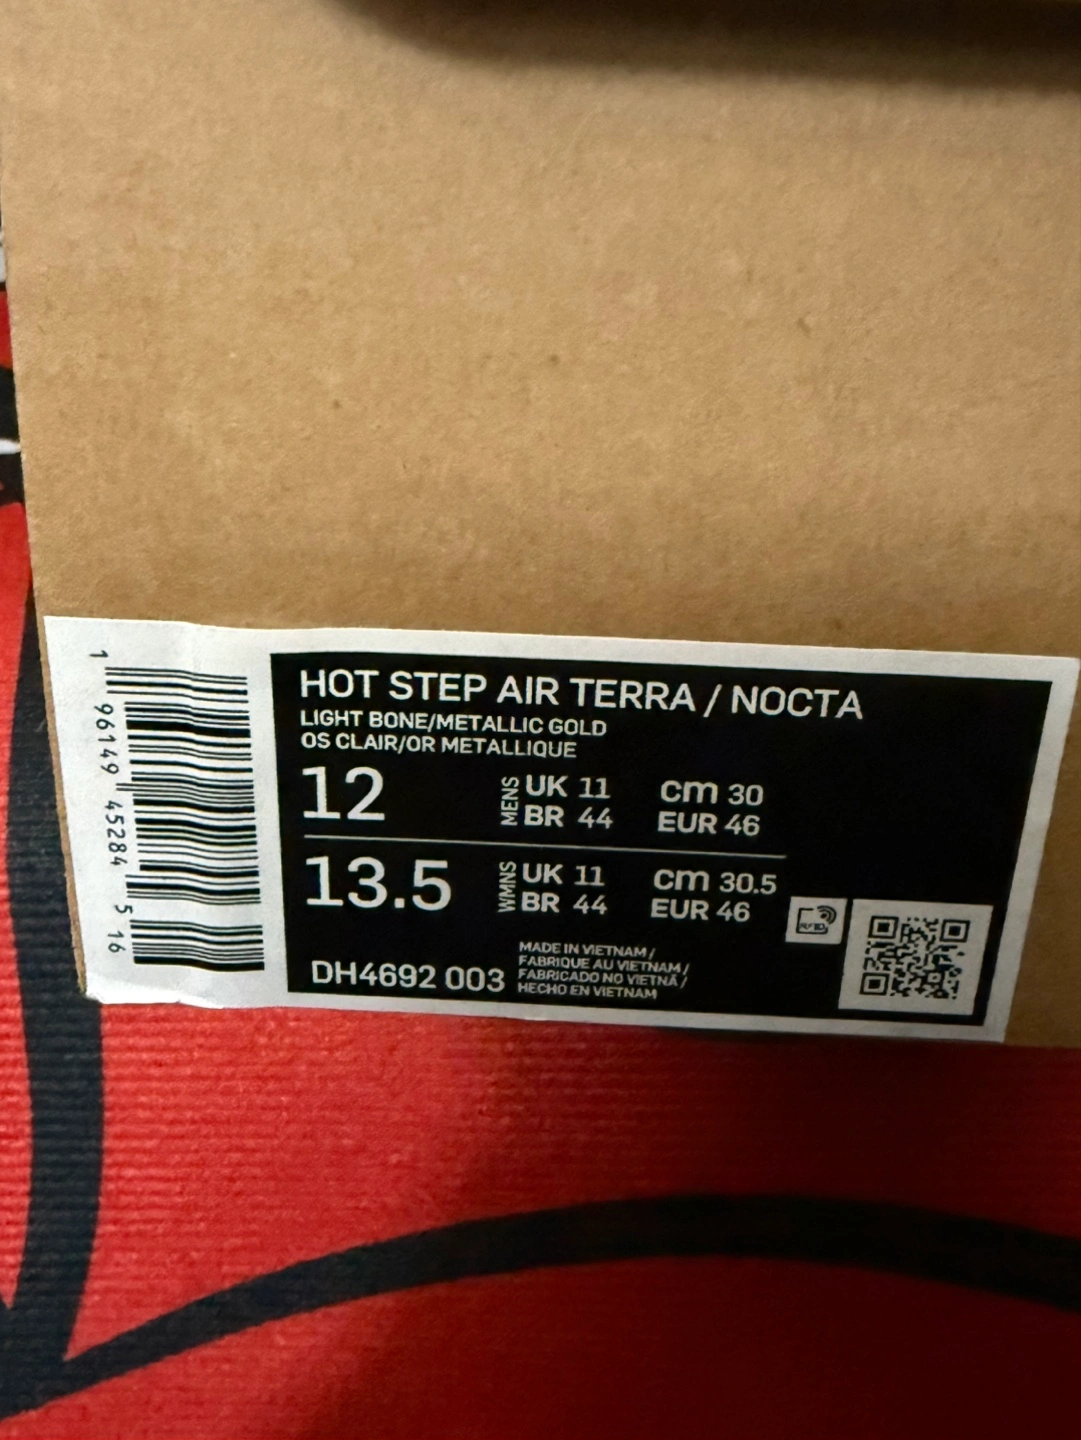 HOT STEP AIR TERRA / NOCTA
LIGHT BONE/METALLIC GOLD
OS CLAIR/OR METALLIQUE
12
MENS
UK 11
BR 44
cm 30
EUR 46
13.5
WMNS
UK 11
BR 44
cm 30.5
EUR 46
DH4692 003
MADE IN VIETNAM /
FABRIQUE AU VIETNAM /
FABRICADO NO VIETNÃ /
HECHO EN VIETNAM
1 96149 45284 5 16